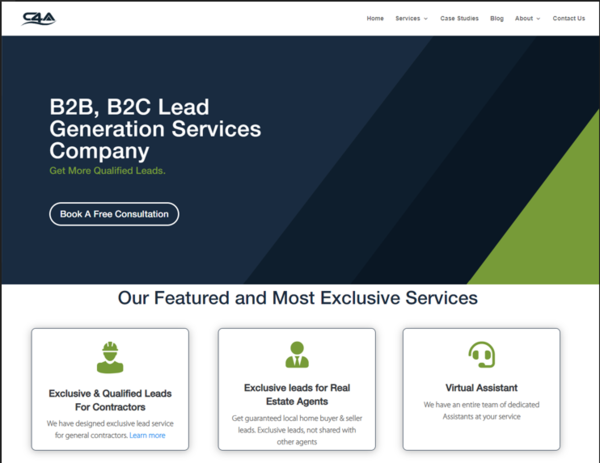 C4A
Home Services Case Studies Blog About Contact Us
B2B, B2C Lead
Generation Services
Company
Get More Qualified Leads.
Book A Free Consultation
Our Featured and Most Exclusive Services
Exclusive & Qualified Leads
For Contractors
We have designed exclusive lead service
for general contractors. Learn more
Exclusive leads for Real
Estate Agents
Get guaranteed local home buyer & seller
leads. Exclusive leads, not shared with
other agents
Virtual Assistant
We have an entire team of dedicated
Assistants at your service